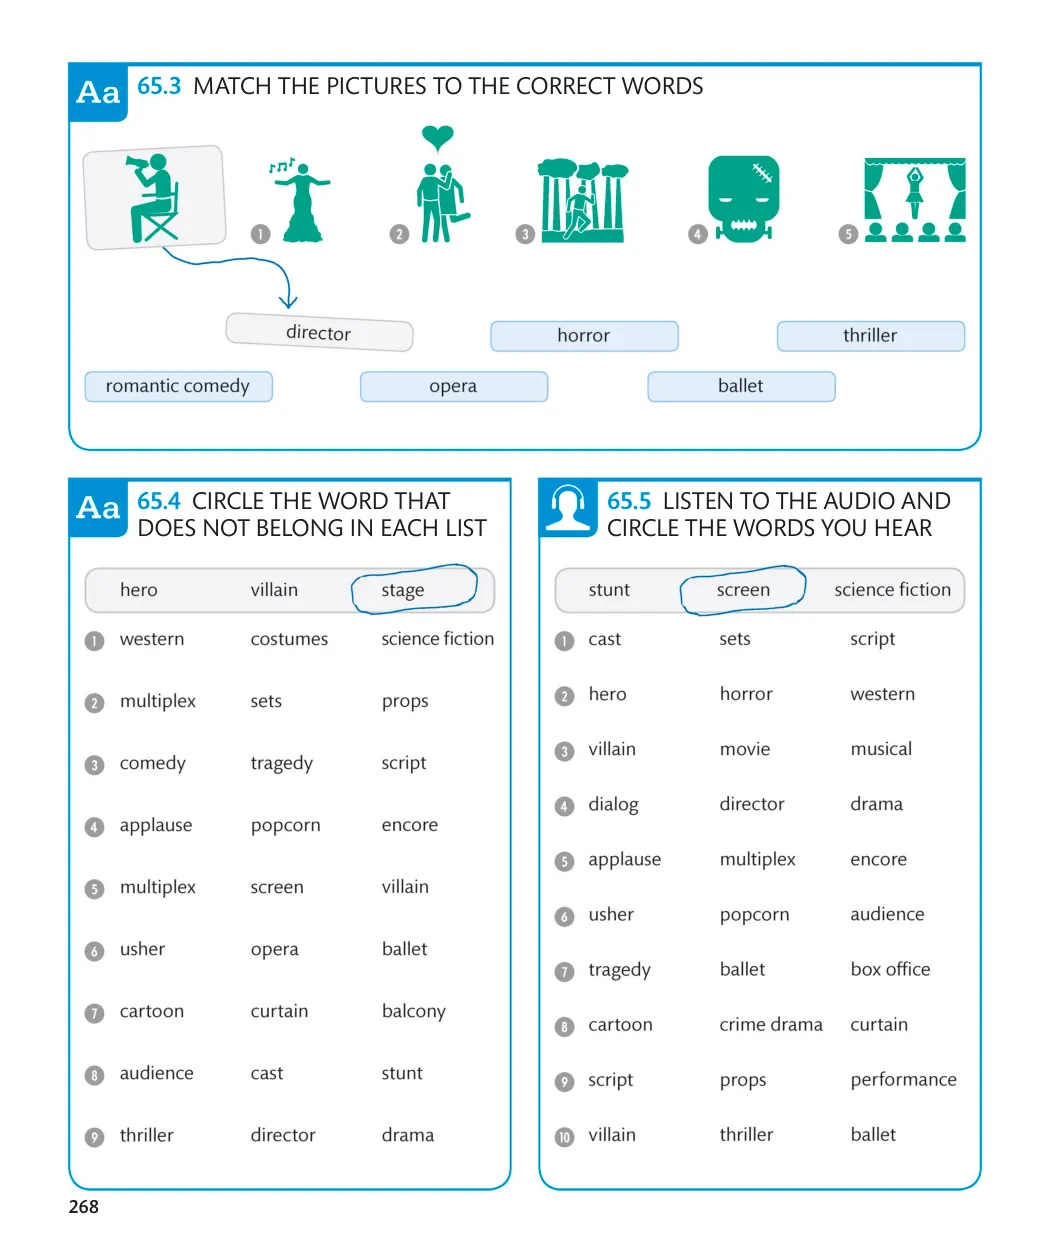 Aa 65.3 MATCH THE PICTURES TO THE CORRECT WORDS
1 2 3 4 5
director horror thriller
romantic comedy opera ballet
Aa 65.4 CIRCLE THE WORD THAT
DOES NOT BELONG IN EACH LIST
hero villain stage
1 western costumes science fiction
2 multiplex sets props
3 comedy tragedy script
4 applause popcorn encore
5 multiplex screen villain
6 usher opera ballet
7 cartoon curtain balcony
8 audience cast stunt
9 thriller director drama
65.5 LISTEN TO THE AUDIO AND
CIRCLE THE WORDS YOU HEAR
stunt screen science fiction
1 cast sets script
2 hero horror western
3 villain movie musical
4 dialog director drama
5 applause multiplex encore
6 usher popcorn audience
7 tragedy ballet box office
8 cartoon crime drama curtain
9 script props performance
10 villain thriller ballet
268